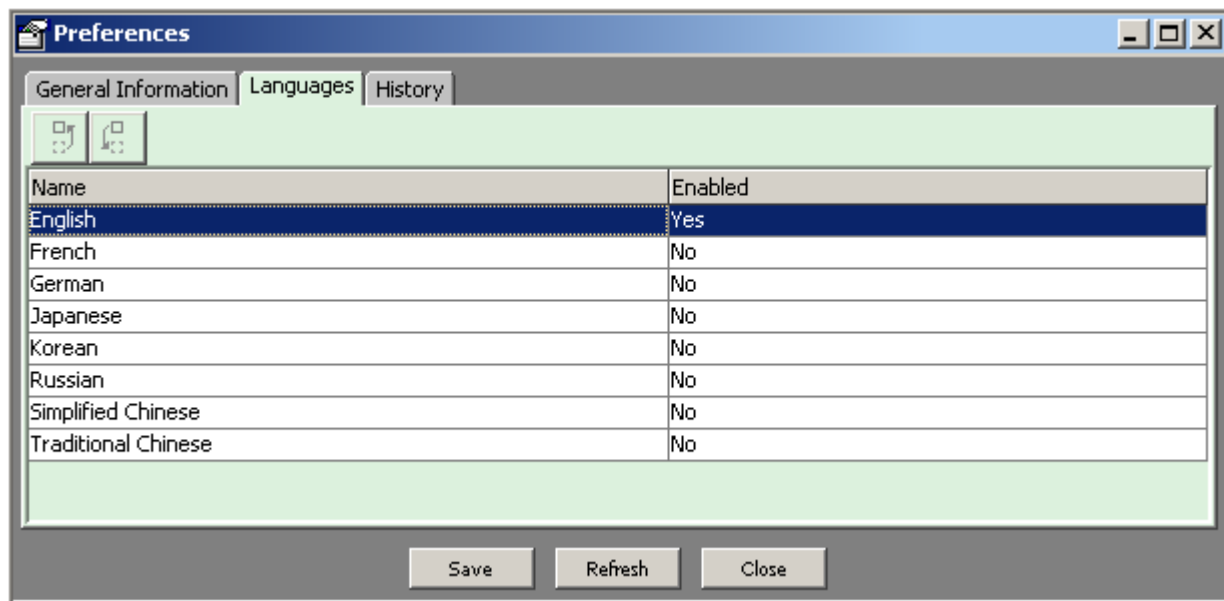 Preferences
General Information Languages History
Name Enabled
English Yes
French No
German No
Japanese No
Korean No
Russian No
Simplified Chinese No
Traditional Chinese No
Save Refresh Close